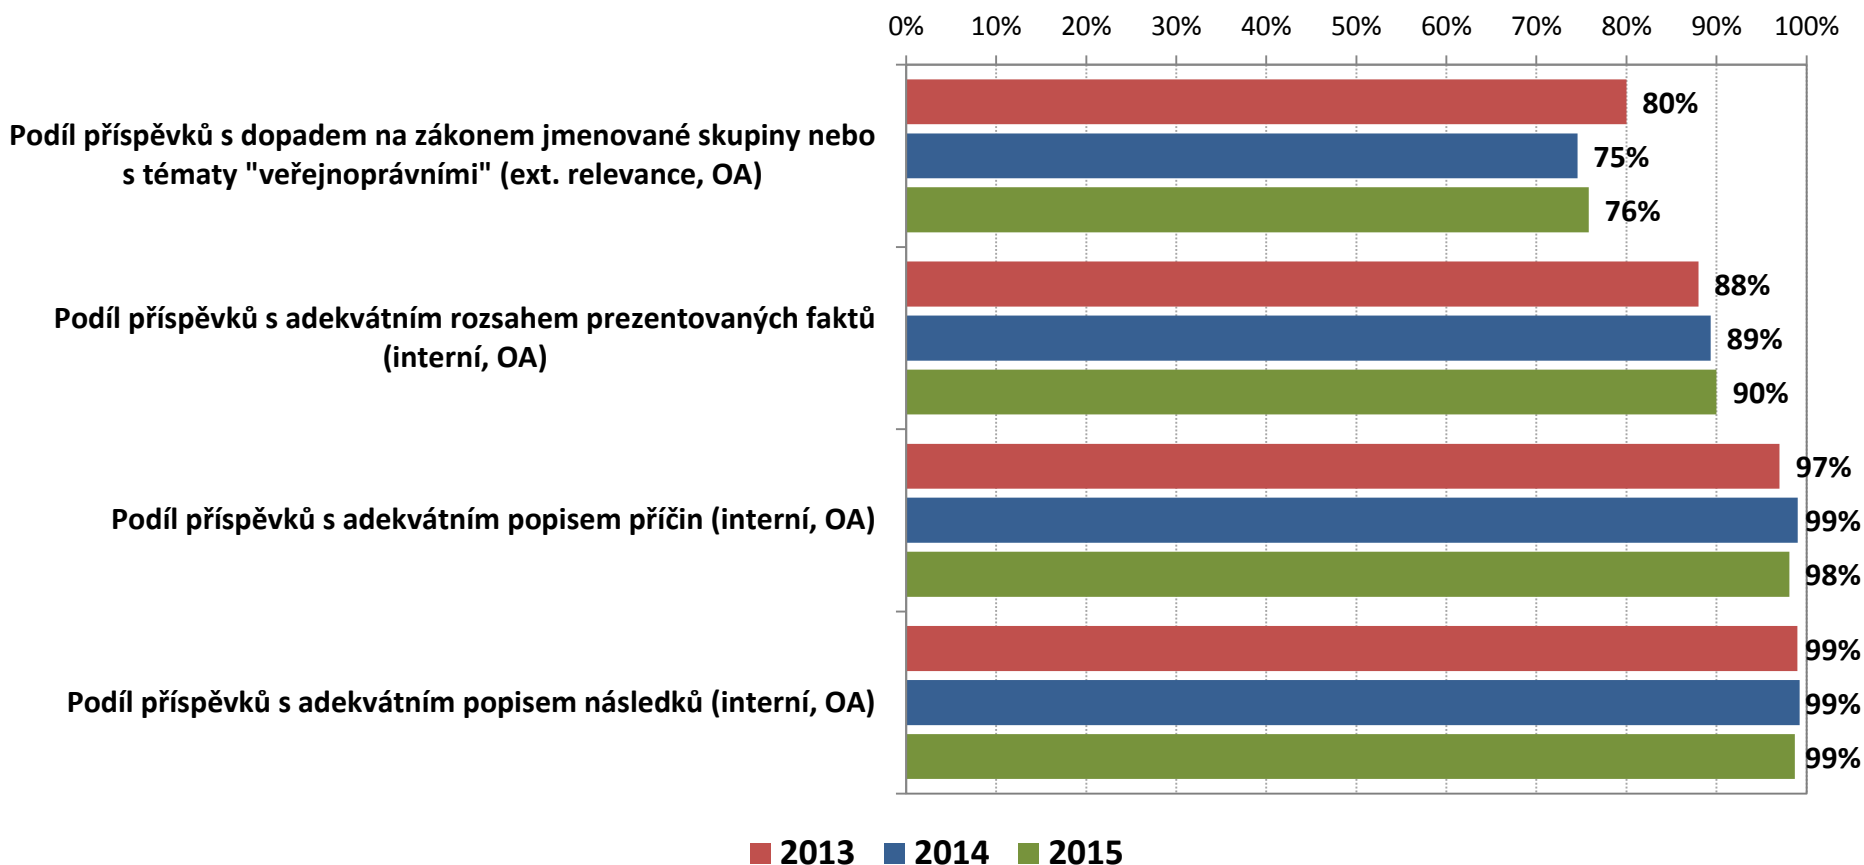 0% 10% 20% 30% 40% 50% 60% 70% 80% 90% 100%
Podíl příspěvků s dopadem na zákonem jmenované skupiny nebo
s tématy "veřejnoprávními" (ext. relevance, OA)
80%
75%
76%
Podíl příspěvků s adekvátním rozsahem prezentovaných faktů
(interní, OA)
88%
89%
90%
Podíl příspěvků s adekvátním popisem příčin (interní, OA)
97%
99%
98%
Podíl příspěvků s adekvátním popisem následků (interní, OA)
99%
99%
99%
2013 2014 2015